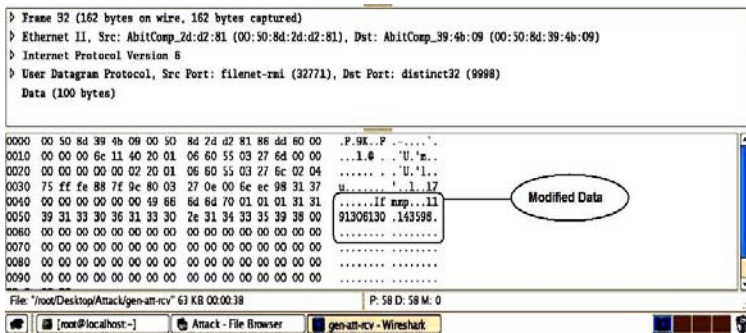 ▷ Frame 32 (162 bytes on wire, 162 bytes captured)
▷ Ethernet II, Src: AbitComp_2d:d2:81 (00:50:8d:2d:d2:81), Dst: AbitComp_39:4b:09 (00:50:8d:39:4b:09)
▷ Internet Protocol Version 6
▷ User Datagram Protocol, Src Port: filenet-rmi (32771), Dst Port: distinct32 (9998)
Data (100 bytes)
0000 00 50 8d 39 4b 09 00 50 8d 2d d2 81 86 dd 60 00 .P.9K..P .-....`.
0010 00 00 00 6c 11 40 20 01 06 60 55 03 27 6d 00 00 ...l.@ . .`U.'m..
0020 00 00 00 00 00 02 20 01 06 60 55 03 27 6c 02 04 ...... . .`U.'l..
0030 75 ff fe 88 7f 9c 80 03 27 0e 00 6c ec 98 31 37 u....... '..l..17
0040 00 00 00 00 00 00 49 66 6d 6d 70 01 01 01 31 31 ......If mmp...11
0050 39 31 33 30 36 31 33 30 2e 31 34 33 35 39 38 00 91306130 .143598.
0060 00 00 00 00 00 00 00 00 00 00 00 00 00 00 00 00 ........ ........
0070 00 00 00 00 00 00 00 00 00 00 00 00 00 00 00 00 ........ ........
0080 00 00 00 00 00 00 00 00 00 00 00 00 00 00 00 00 ........ ........
0090 00 00 00 00 00 00 00 00 00 00 00 00 00 00 00 00 ........ ........
Modified Data
File: "/root/Desktop/Attack/gen-att-rcv" 63 KB 00:00:38 P: 58 D: 58 M: 0
[root@localhost:~] Attack - File Browser gen-att-rcv - Wireshark